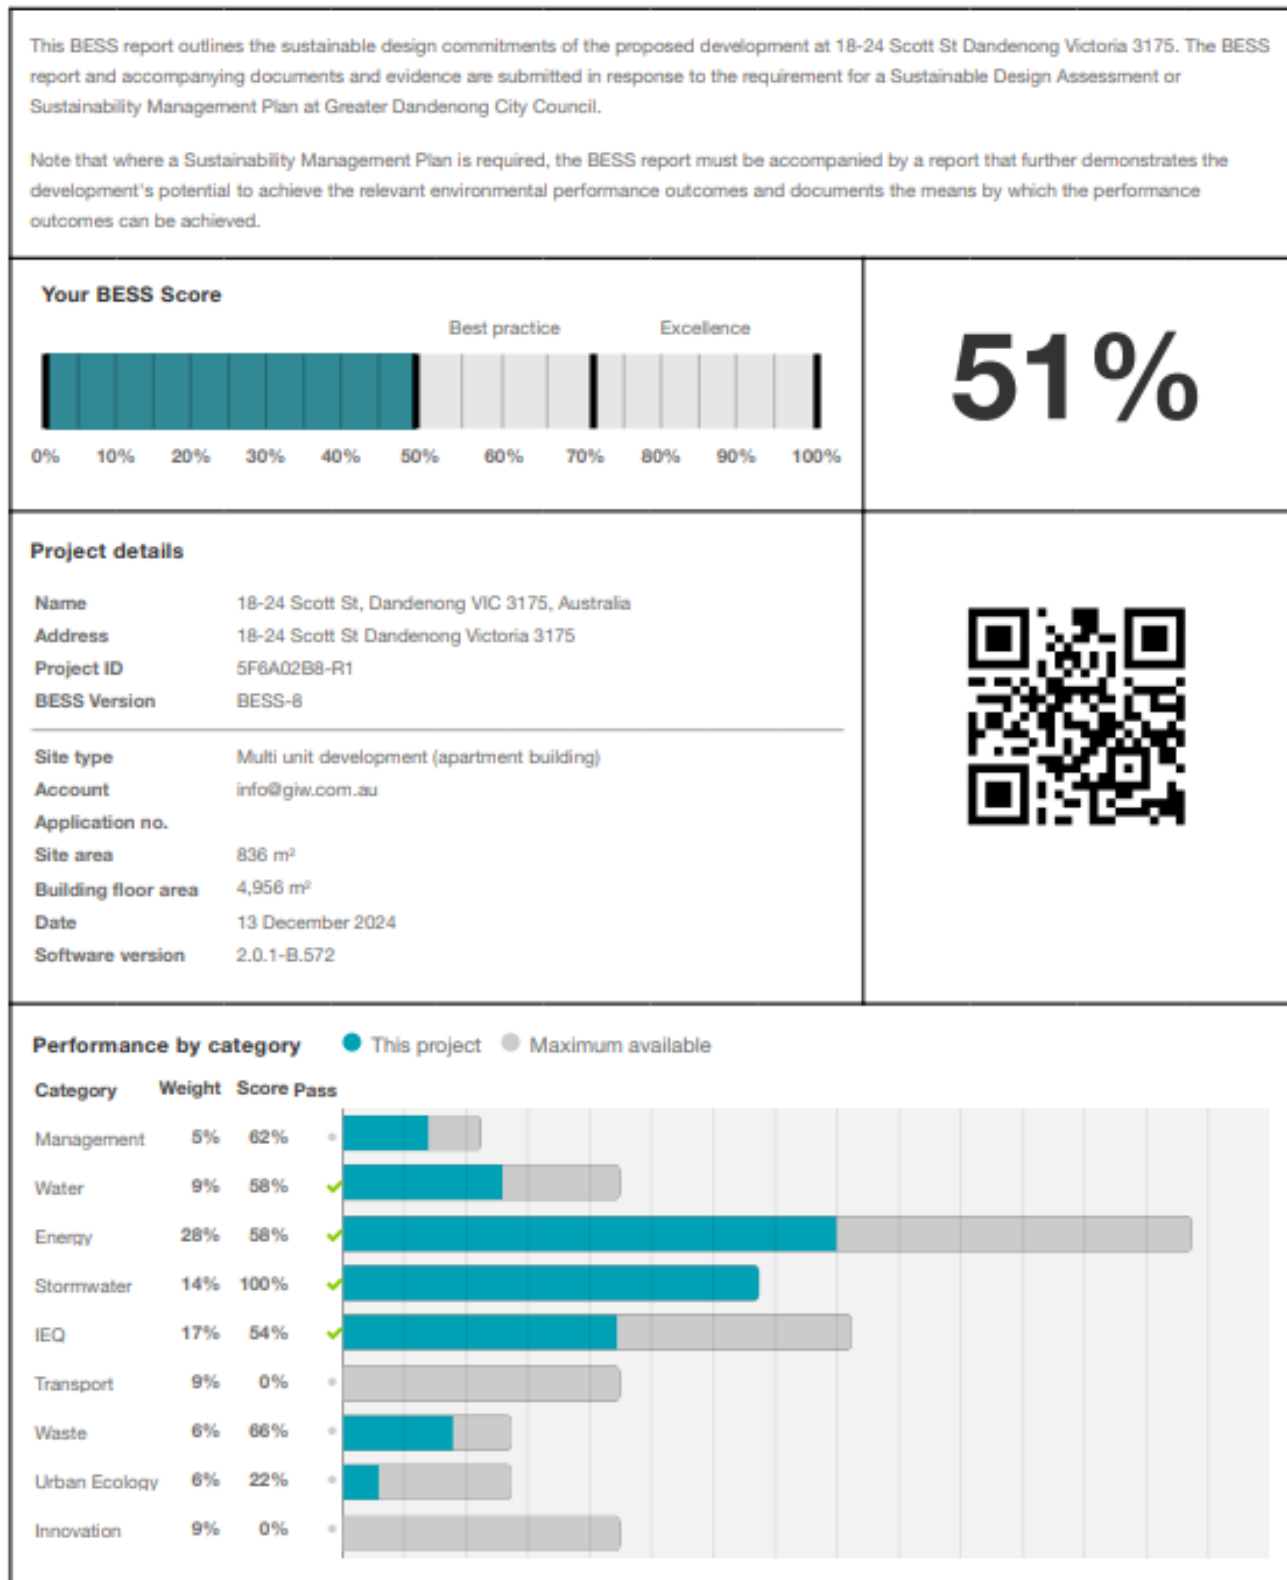 This BESS report outlines the sustainable design commitments of the proposed development at 18-24 Scott St Dandenong Victoria 3175. The BESS
report and accompanying documents and evidence are submitted in response to the requirement for a Sustainable Design Assessment or
Sustainability Management Plan at Greater Dandenong City Council.
Note that where a Sustainability Management Plan is required, the BESS report must be accompanied by a report that further demonstrates the
development's potential to achieve the relevant environmental performance outcomes and documents the means by which the performance
outcomes can be achieved.
Your BESS Score
Best practice Excellence
0% 10% 20% 30% 40% 50% 60% 70% 80% 90% 100%
51%
Project details
Name 18-24 Scott St, Dandenong VIC 3175, Australia
Address 18-24 Scott St Dandenong Victoria 3175
Project ID 5F6A02B8-R1
BESS Version BESS-8
Site type Multi unit development (apartment building)
Account info@giw.com.au
Application no.
Site area 836 m²
Building floor area 4,956 m²
Date 13 December 2024
Software version 2.0.1-B.572
Performance by category This project Maximum available
Category Weight Score Pass
Management 5% 62%
Water 9% 58%
Energy 28% 58%
Stormwater 14% 100%
IEQ 17% 54%
Transport 9% 0%
Waste 6% 66%
Urban Ecology 6% 22%
Innovation 9% 0%